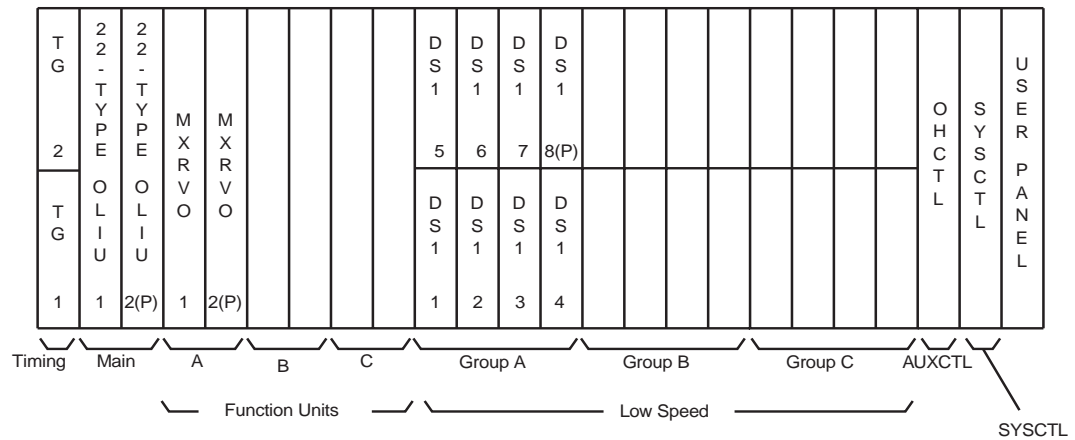 TG 2
TG 1
22-TYPE OLIU 1
22-TYPE OLIU 2(P)
MXRVO 1
MXRVO 2(P)
DS1 5
DS1 6
DS1 7
DS1 8(P)
DS1 1
DS1 2
DS1 3
DS1 4
OHCTL
SYSCTL
USER PANEL
Timing Main A B C Group A Group B Group C AUXCTL
Function Units Low Speed
SYSCTL